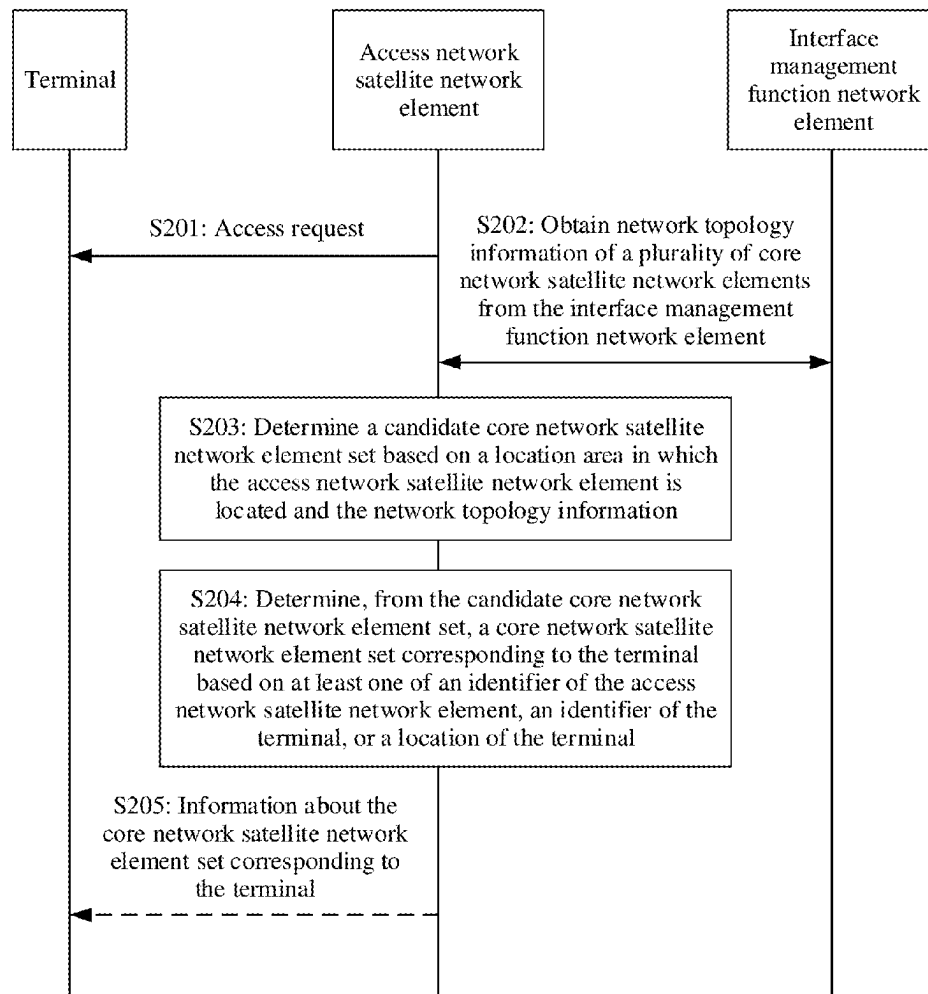 Terminal
Access network
satellite network
element
Interface
management
function network
element
S201: Access request
S202: Obtain network topology
information of a plurality of core
network satellite network elements
from the interface management
function network element
S203: Determine a candidate core network satellite
network element set based on a location area in which
the access network satellite network element is
located and the network topology information
S204: Determine, from the candidate core network
satellite network element set, a core network satellite
network element set corresponding to the terminal
based on at least one of an identifier of the access
network satellite network element, an identifier of the
terminal, or a location of the terminal
S205: Information about the
core network satellite network
element set corresponding to
the terminal